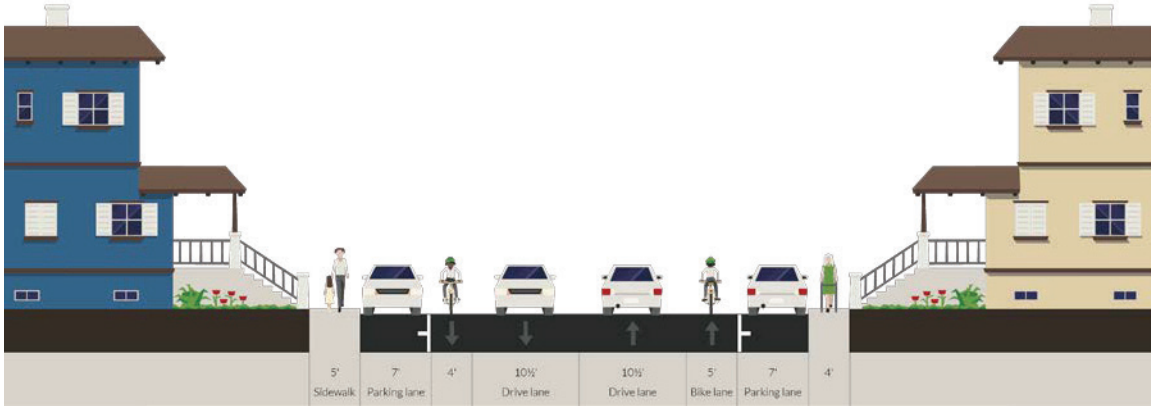 5' 7' 4' 10½' 10½' 5' 7' 4'
Sidewalk Parking lane Drive lane Drive lane Bike lane Parking lane